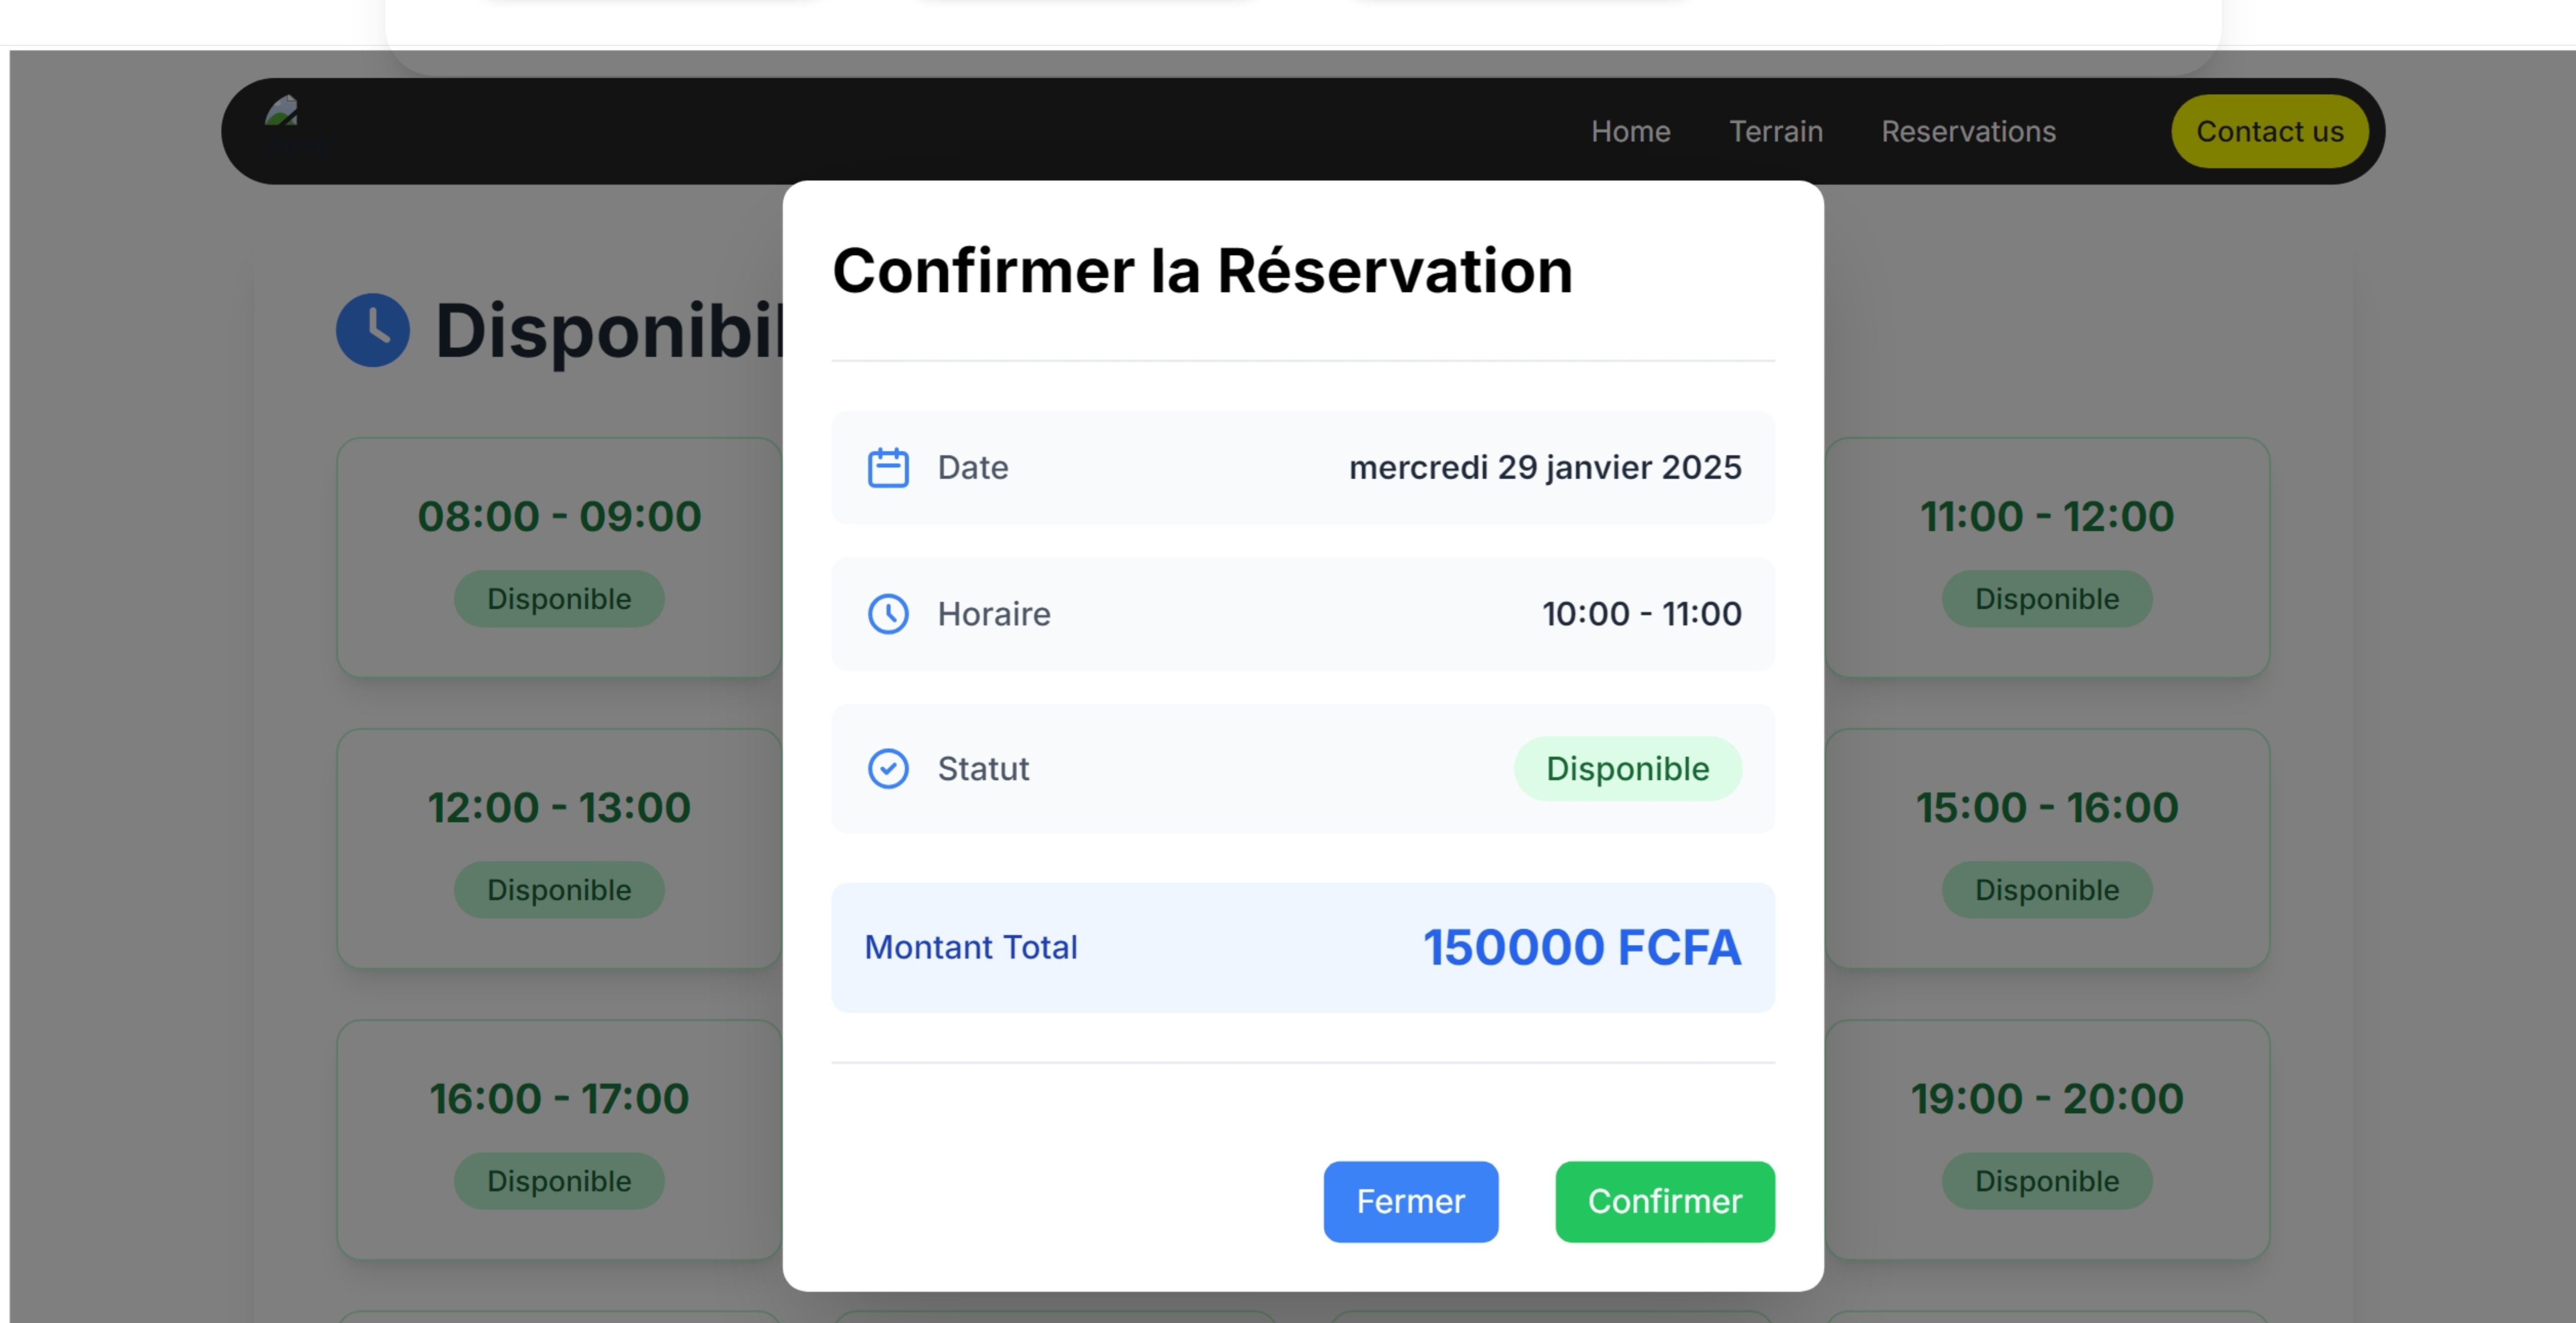 Home Terrain Reservations Contact us
Confirmer la Réservation
Date mercredi 29 janvier 2025
Horaire 10:00 - 11:00
Statut Disponible
Montant Total 150000 FCFA
Fermer Confirmer
08:00 - 09:00
Disponible
11:00 - 12:00
Disponible
12:00 - 13:00
Disponible
15:00 - 16:00
Disponible
16:00 - 17:00
Disponible
19:00 - 20:00
Disponible